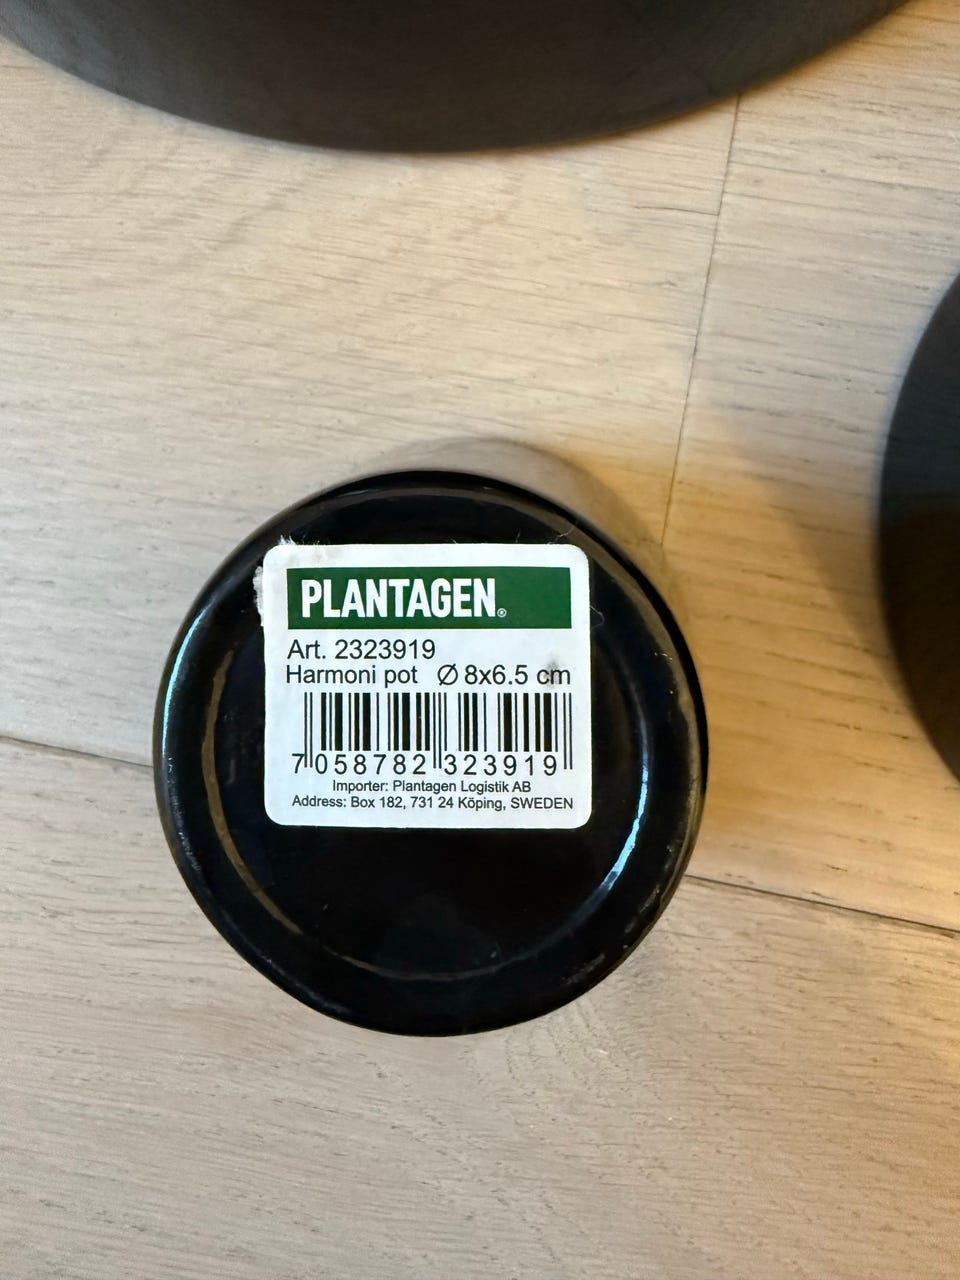 PLANTAGEN®
Art. 2323919
Harmoni pot Ø 8x6.5 cm
7 058782 323919
Importer: Plantagen Logistik AB
Address: Box 182, 731 24 Köping, SWEDEN